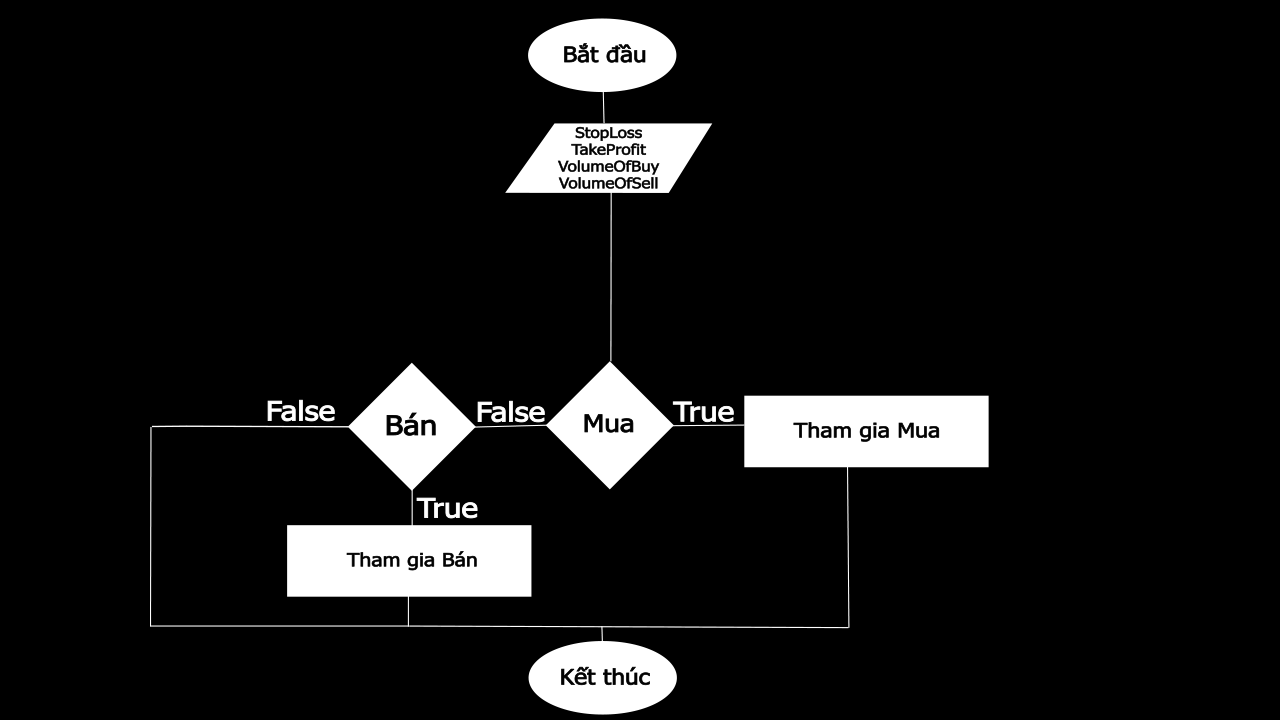 Bắt đầu
StopLoss
TakeProfit
VolumeOfBuy
VolumeOfSell
False
Bán
False
Mua
True
Tham gia Mua
True
Tham gia Bán
Kết thúc